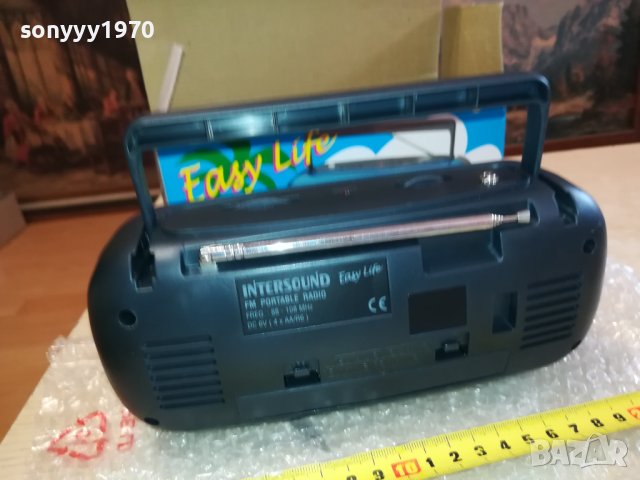 sonyyy1970
Easy Life
INTERSOUND Easy Life
FM PORTABLE RADIO
FREQ. 88 - 108 MHz
DC 6V ( 4 x AA/R6 )
CE
10 1 2 3 4 5 6 7 8 9
BAZAR